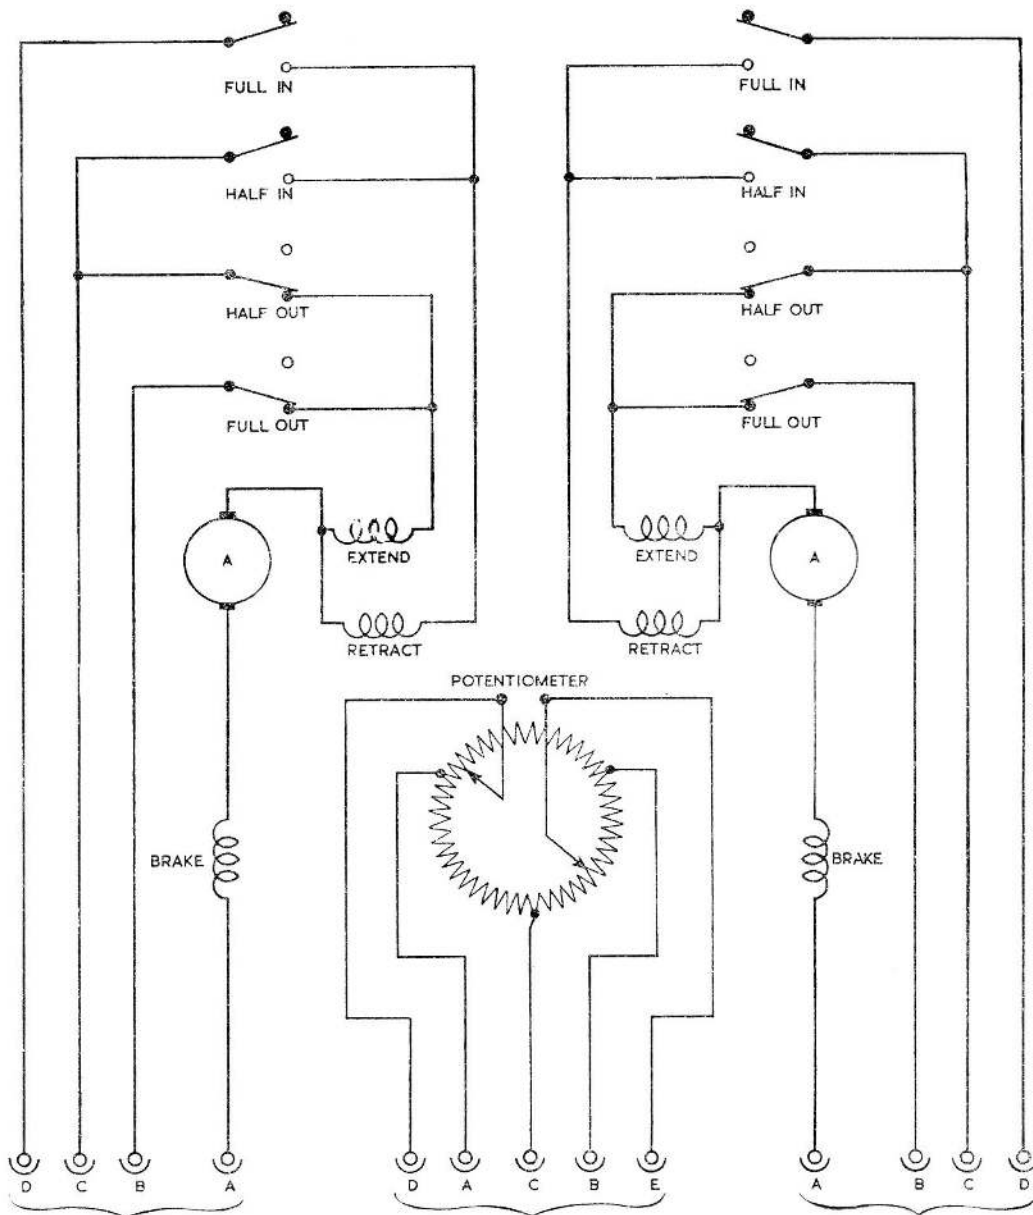 FULL IN
FULL IN
HALF IN
HALF IN
HALF OUT
HALF OUT
FULL OUT
FULL OUT
A
EXTEND
EXTEND
A
RETRACT
RETRACT
POTENTIOMETER
BRAKE
BRAKE
D C B A D A C B E A B C D